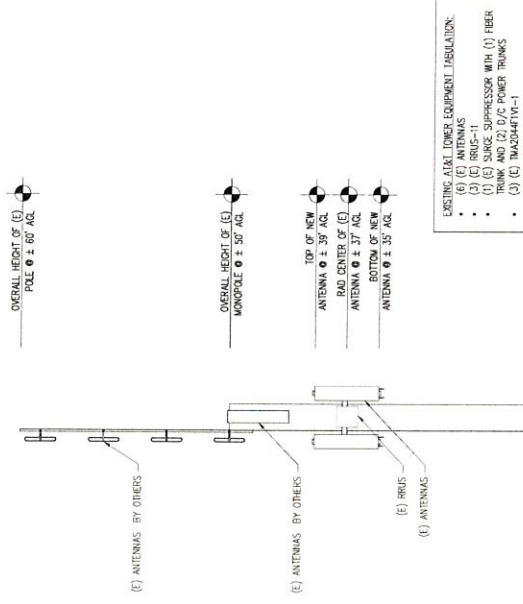 OVERALL HEIGHT OF (E)
POLE @ ± 60' AGL
OVERALL HEIGHT OF (E)
MONOPOLE @ ± 50' AGL
TOP OF NEW
ANTENNA @ ± 39' AGL
RAD CENTER OF (E)
ANTENNA @ ± 37' AGL
BOTTOM OF NEW
ANTENNA @ ± 35' AGL
(E) ANTENNAS BY OTHERS
(E) ANTENNAS BY OTHERS
(E) RRUS
(E) ANTENNAS
EXISTING AT&T TOWER EQUIPMENT TABULATION:
• (6) (E) ANTENNAS
• (3) (E) RRUS-11
• (1) (E) SURGE SUPPRESSOR WITH (1) FIBER
TRUNK AND (2) D/C POWER TRUNKS
• (3) (E) TMA2044F1V1-1